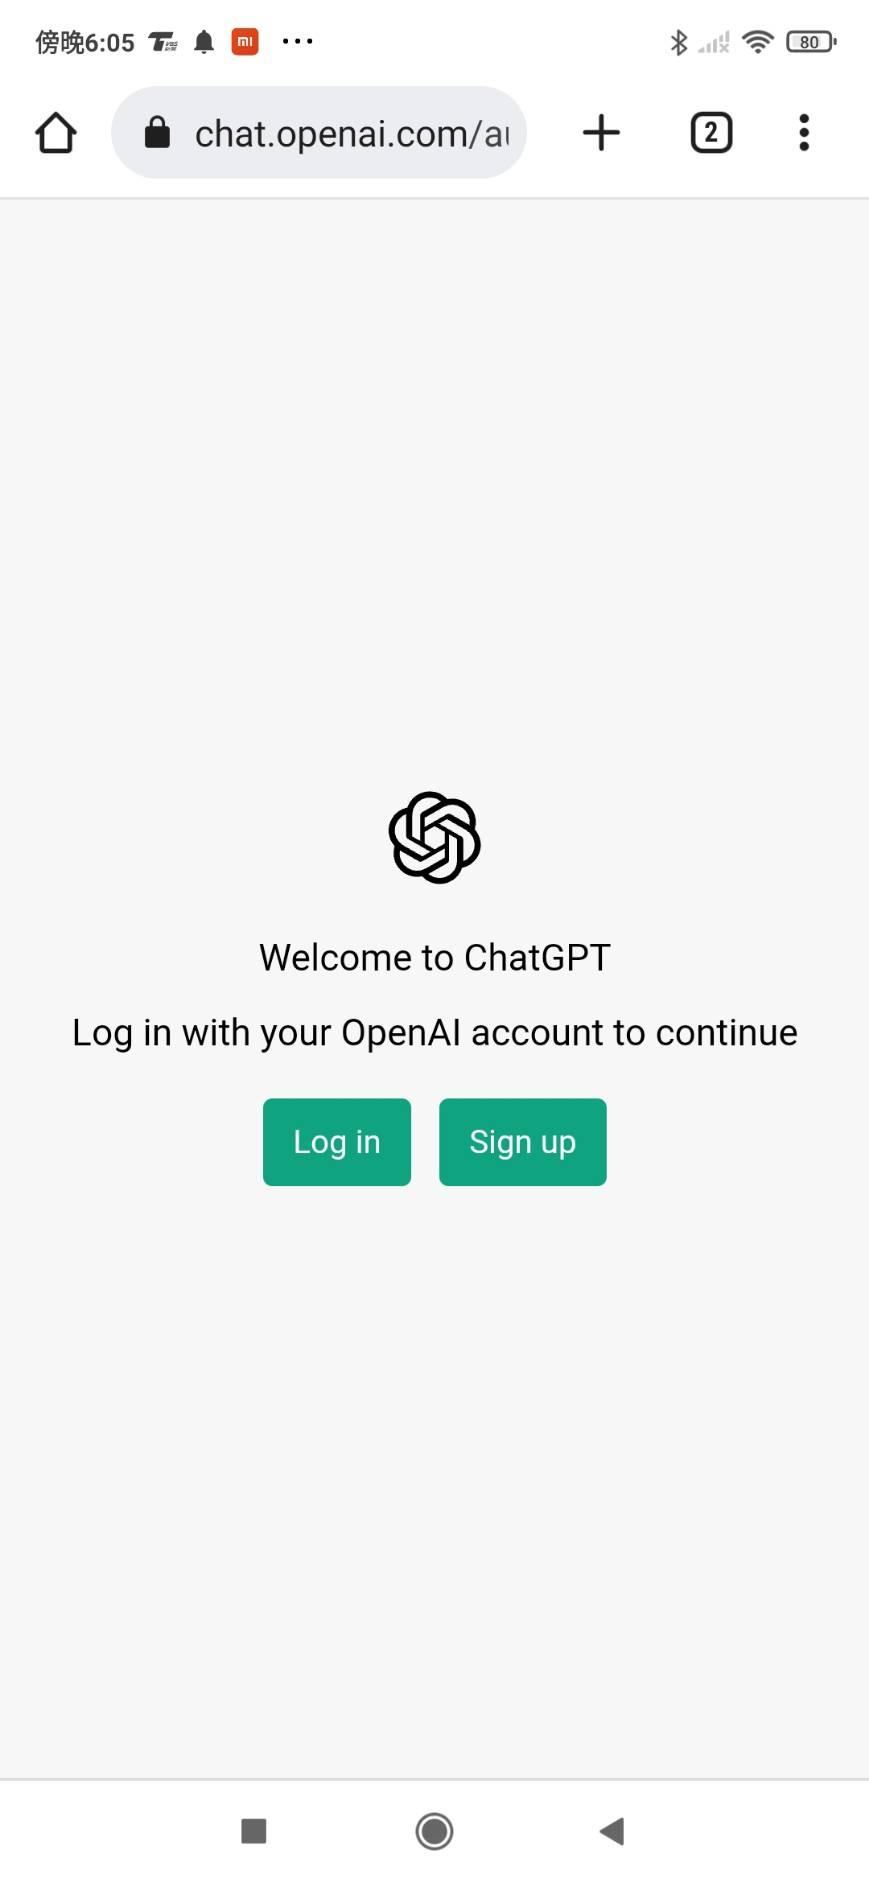 傍晚6:05
mi
80
chat.openai.com/au
2
Welcome to ChatGPT
Log in with your OpenAI account to continue
Log in
Sign up